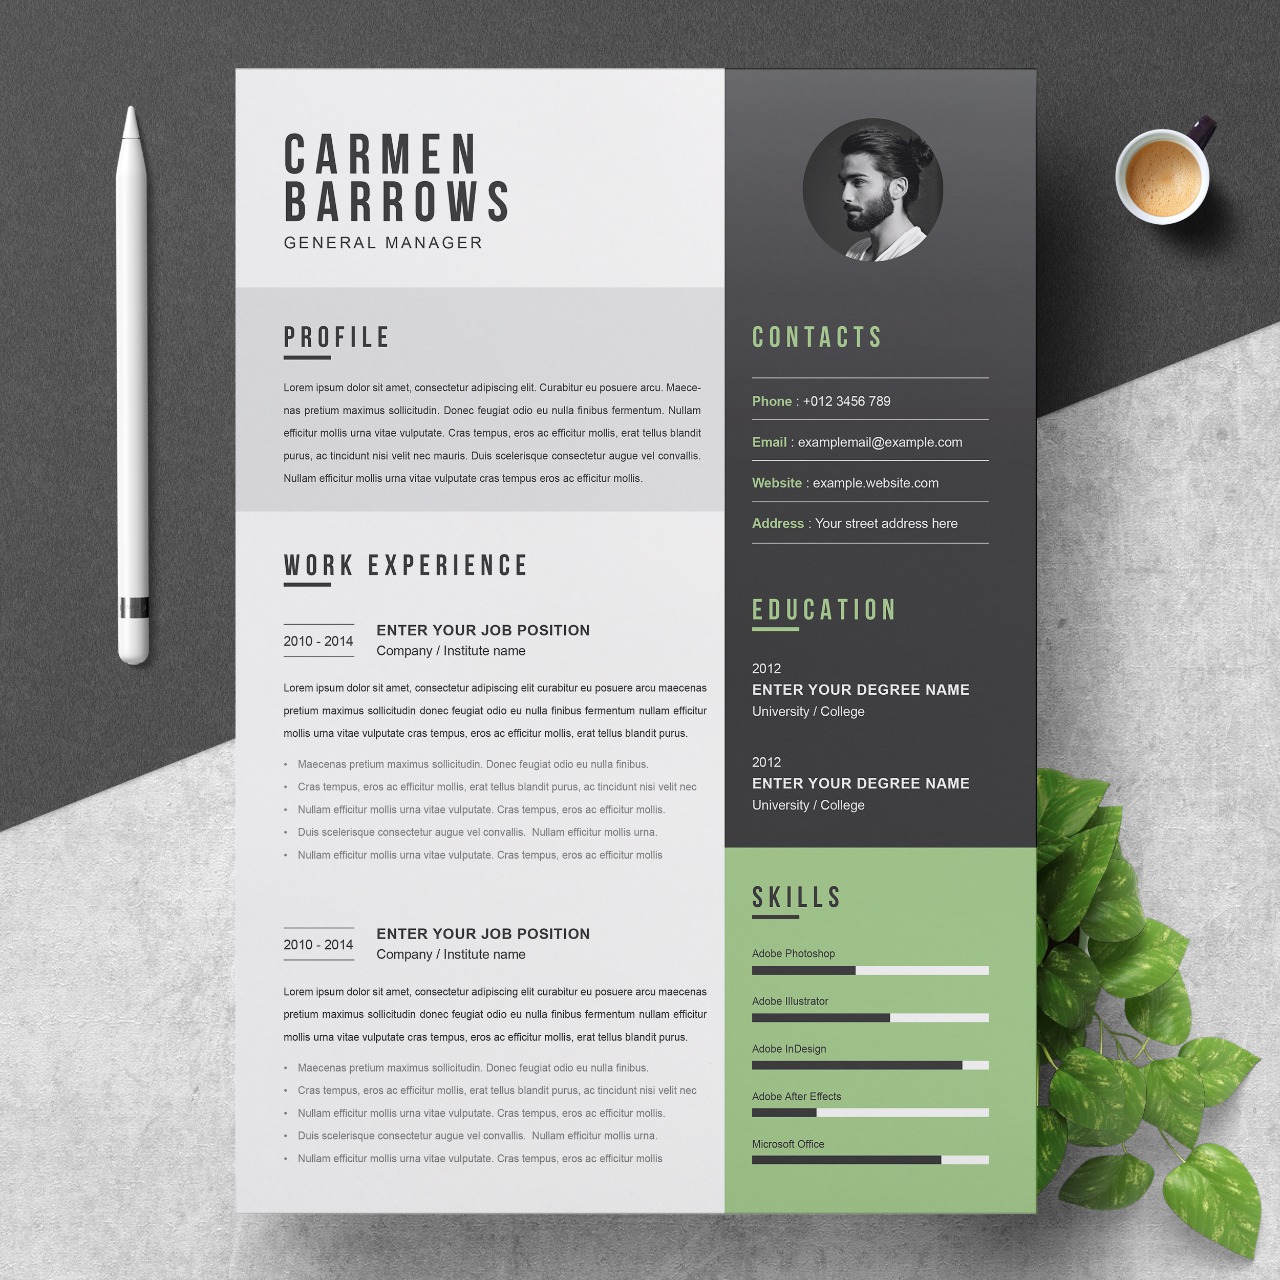 CARMEN
BARROWS
GENERAL MANAGER
PROFILE
Lorem ipsum dolor sit amet, consectetur adipiscing elit. Curabitur eu posuere arcu. Maece-
nas pretium maximus sollicitudin. Donec feugiat odio eu nulla finibus fermentum. Nullam
efficitur mollis urna vitae vulputate. Cras tempus, eros ac efficitur mollis, erat tellus blandit
purus, ac tincidunt nisi velit nec mauris. Duis scelerisque consectetur augue vel convallis.
Nullam efficitur mollis urna vitae vulputate cras tempus eros ac efficitur mollis.
WORK EXPERIENCE
2010 - 2014
ENTER YOUR JOB POSITION
Company / Institute name
Lorem ipsum dolor sit amet, consectetur adipiscing elit curabitur eu posuere arcu maecenas
pretium maximus sollicitudin donec feugiat odio eu nulla finibus fermentum nullam efficitur
mollis urna vitae vulputate cras tempus, eros ac efficitur mollis, erat tellus blandit purus.
• Maecenas pretium maximus sollicitudin. Donec feugiat odio eu nulla finibus.
• Cras tempus, eros ac efficitur mollis, erat tellus blandit purus, ac tincidunt nisi velit nec
• Nullam efficitur mollis urna vitae vulputate. Cras tempus, eros ac efficitur mollis.
• Duis scelerisque consectetur augue vel convallis. Nullam efficitur mollis urna.
• Nullam efficitur mollis urna vitae vulputate. Cras tempus, eros ac efficitur mollis
2010 - 2014
ENTER YOUR JOB POSITION
Company / Institute name
Lorem ipsum dolor sit amet, consectetur adipiscing elit curabitur eu posuere arcu maecenas
pretium maximus sollicitudin donec feugiat odio eu nulla finibus fermentum nullam efficitur
mollis urna vitae vulputate cras tempus, eros ac efficitur mollis, erat tellus blandit purus.
• Maecenas pretium maximus sollicitudin. Donec feugiat odio eu nulla finibus.
• Cras tempus, eros ac efficitur mollis, erat tellus blandit purus, ac tincidunt nisi velit nec
• Nullam efficitur mollis urna vitae vulputate. Cras tempus, eros ac efficitur mollis.
• Duis scelerisque consectetur augue vel convallis. Nullam efficitur mollis urna.
• Nullam efficitur mollis urna vitae vulputate. Cras tempus, eros ac efficitur mollis
CONTACTS
Phone : +012 3456 789
Email : examplemail@example.com
Website : example.website.com
Address : Your street address here
EDUCATION
2012
ENTER YOUR DEGREE NAME
University / College
2012
ENTER YOUR DEGREE NAME
University / College
SKILLS
Adobe Photoshop
Adobe Illustrator
Adobe InDesign
Adobe After Effects
Microsoft Office